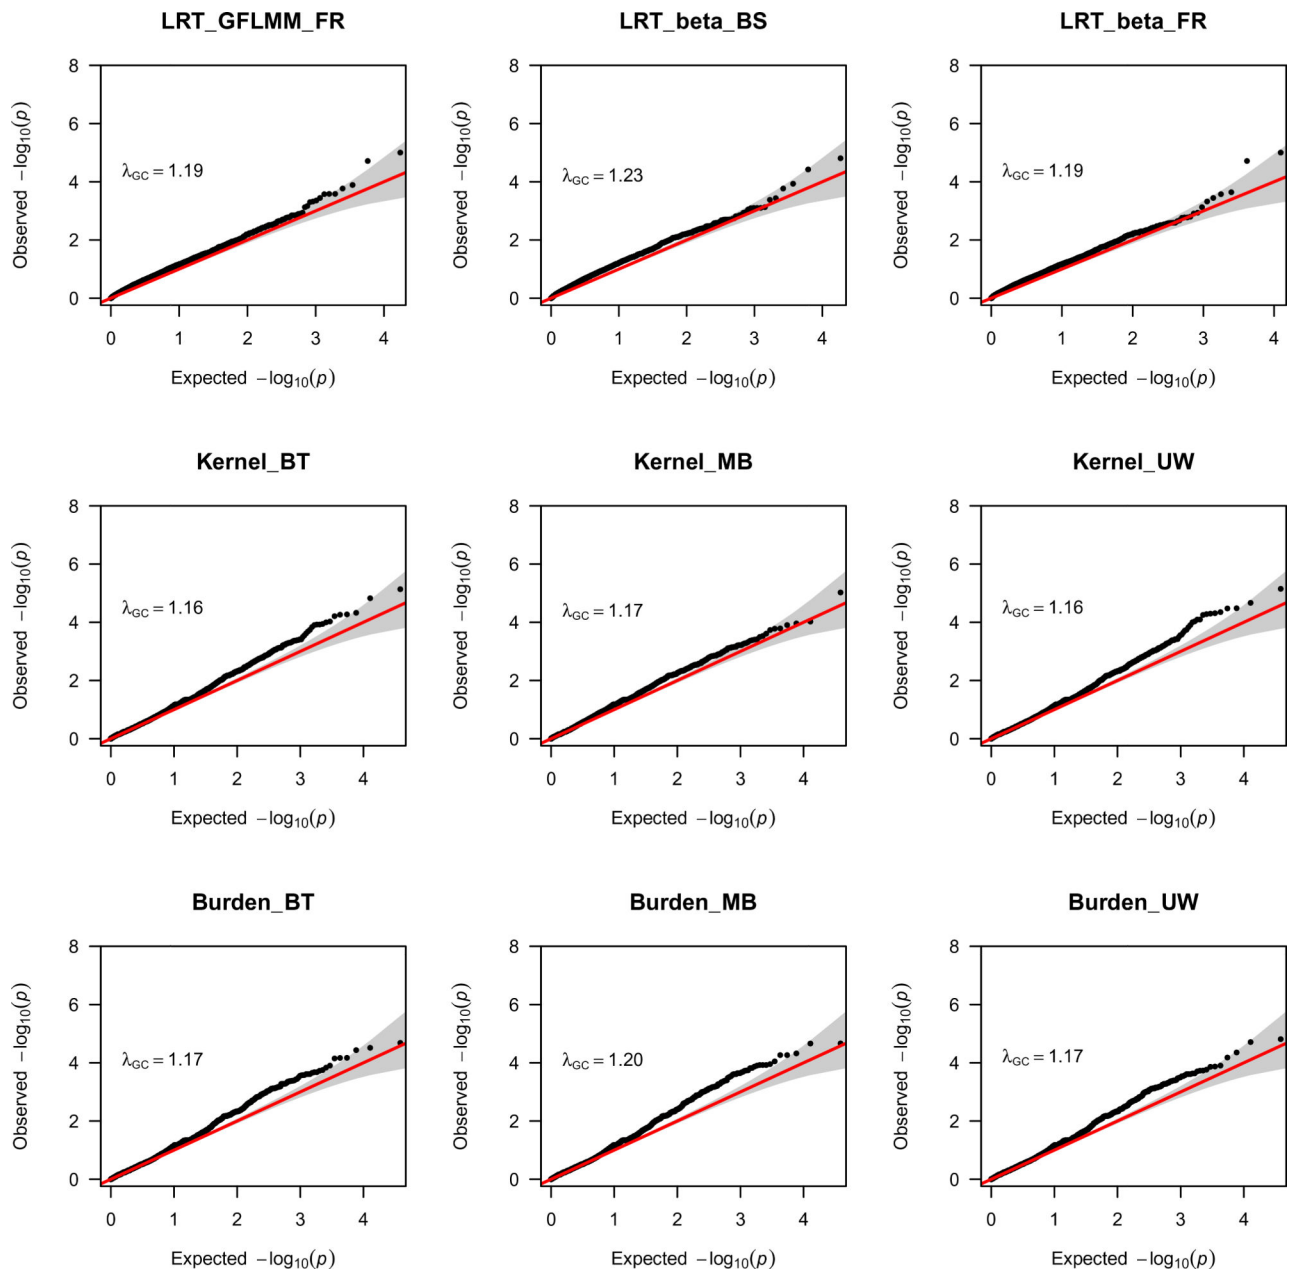 LRT_GFLMM_FR
8
6
4
2
0
Observed −log10(p)
λGC = 1.19
0 1 2 3 4
Expected −log10(p)
LRT_beta_BS
8
6
4
2
0
Observed −log10(p)
λGC = 1.23
0 1 2 3 4
Expected −log10(p)
LRT_beta_FR
8
6
4
2
0
Observed −log10(p)
λGC = 1.19
0 1 2 3 4
Expected −log10(p)
Kernel_BT
8
6
4
2
0
Observed −log10(p)
λGC = 1.16
0 1 2 3 4
Expected −log10(p)
Kernel_MB
8
6
4
2
0
Observed −log10(p)
λGC = 1.17
0 1 2 3 4
Expected −log10(p)
Kernel_UW
8
6
4
2
0
Observed −log10(p)
λGC = 1.16
0 1 2 3 4
Expected −log10(p)
Burden_BT
8
6
4
2
0
Observed −log10(p)
λGC = 1.17
0 1 2 3 4
Expected −log10(p)
Burden_MB
8
6
4
2
0
Observed −log10(p)
λGC = 1.20
0 1 2 3 4
Expected −log10(p)
Burden_UW
8
6
4
2
0
Observed −log10(p)
λGC = 1.17
0 1 2 3 4
Expected −log10(p)